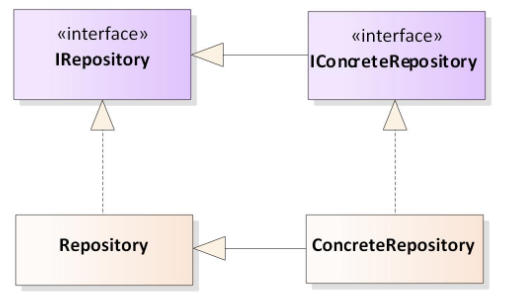 «interface»
IRepository
«interface»
IConcreteRepository
Repository
ConcreteRepository